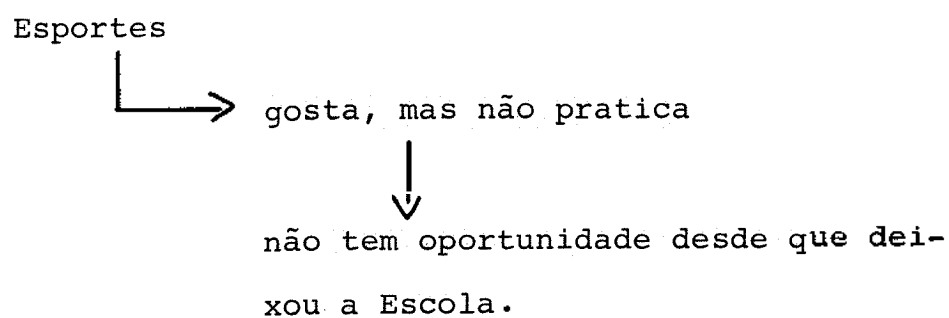 Esportes
gosta, mas não pratica
não tem oportunidade desde que dei-
xou a Escola.